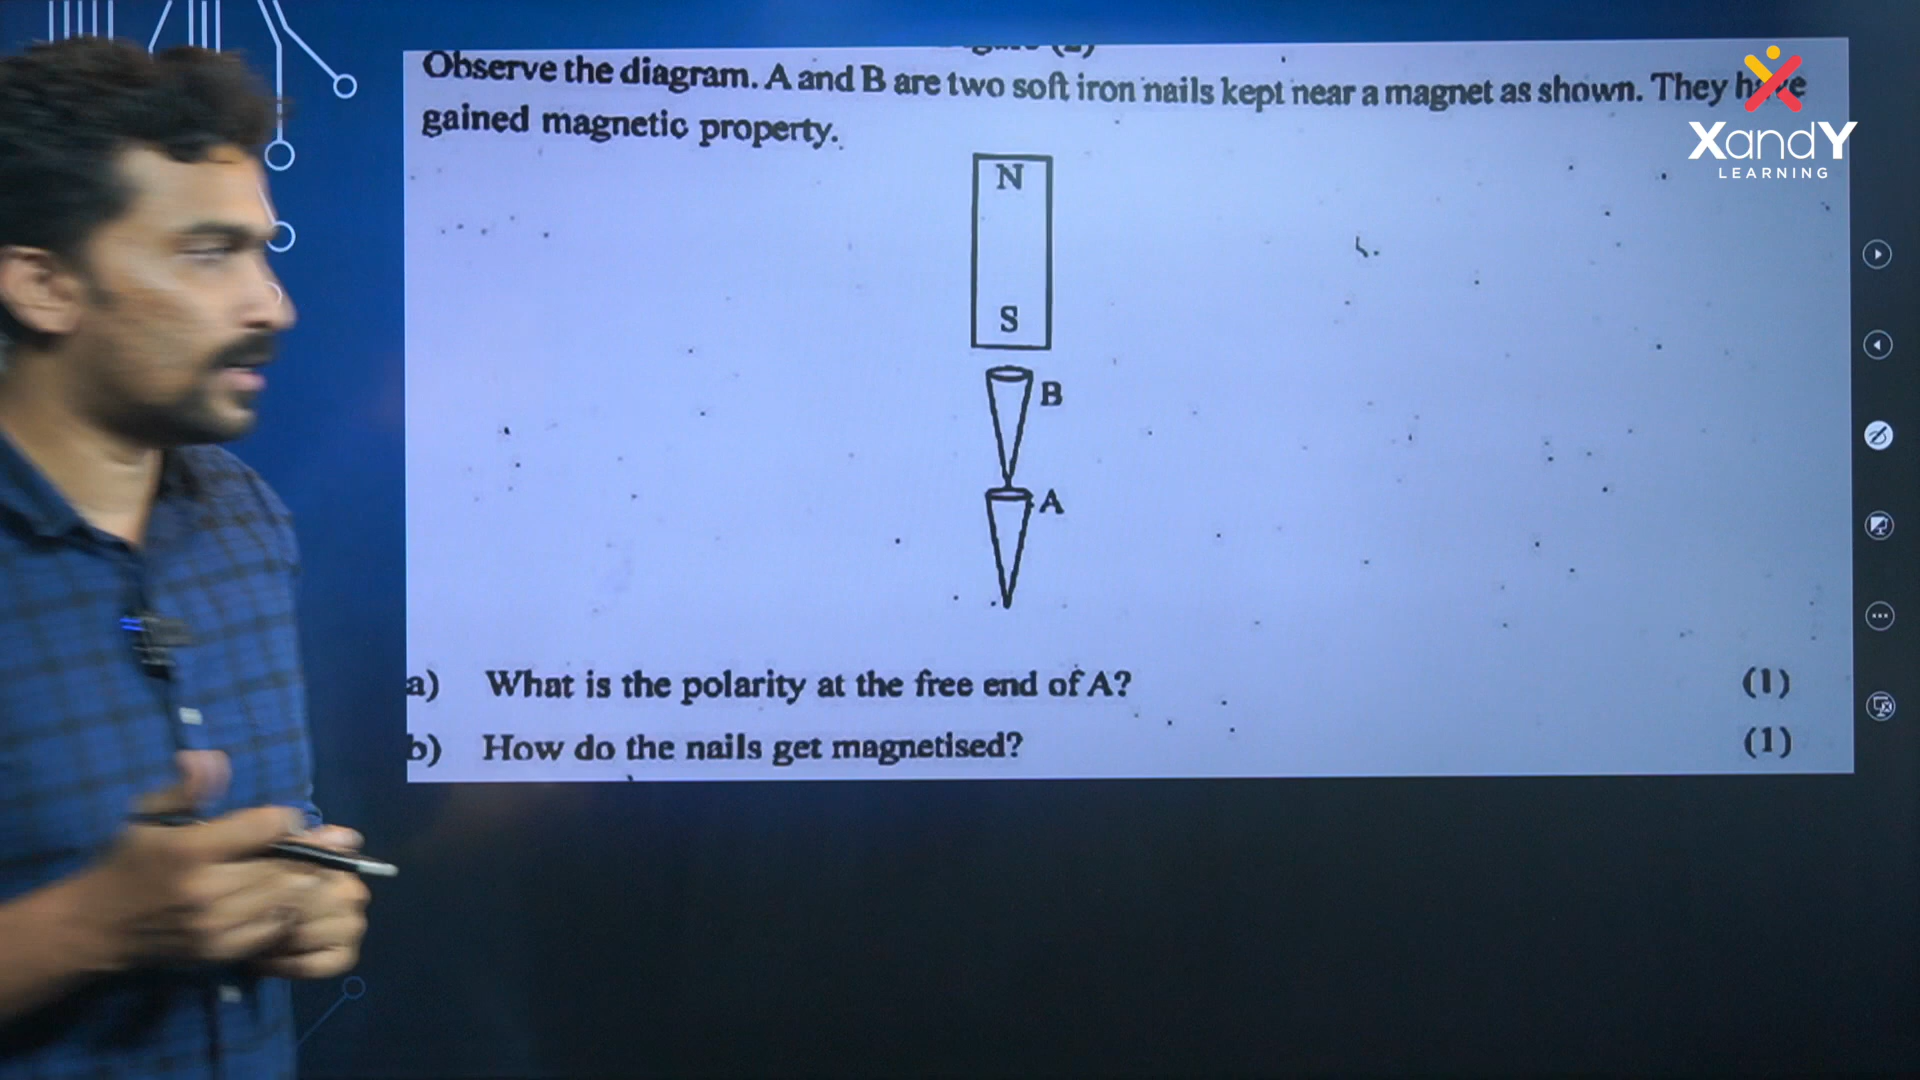 Observe the diagram. A and B are two soft iron nails kept near a magnet as shown. They have
gained magnetic property.
N
S
B
A
a) What is the polarity at the free end of A? (1)
b) How do the nails get magnetised? (1)
XandY
LEARNING